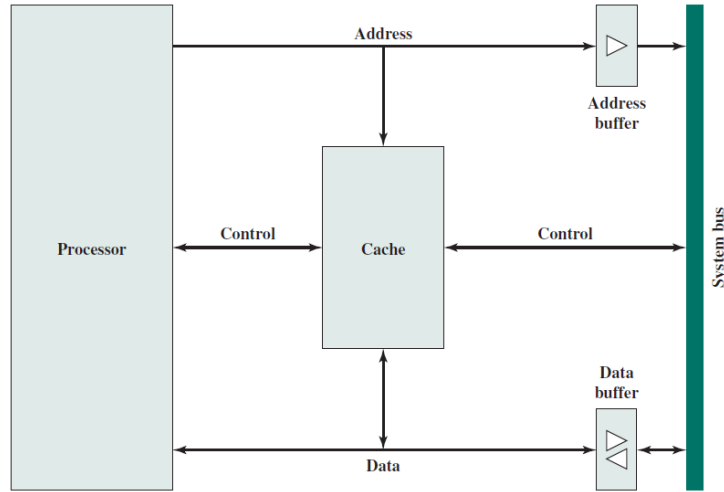 Address
Address
buffer
Processor
Control
Cache
Control
System bus
Data
buffer
Data